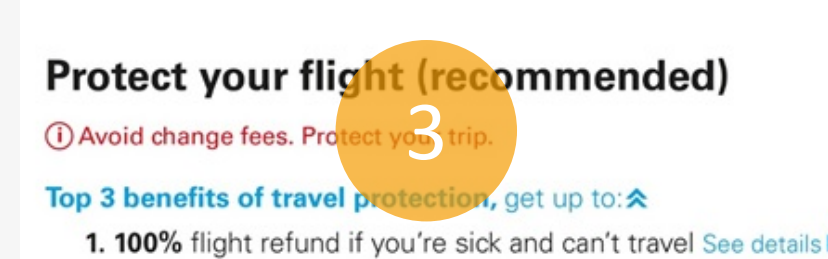 Protect your flight (recommended)
Avoid change fees. Protect your trip.
3
Top 3 benefits of travel protection, get up to:
1. 100% flight refund if you're sick and can't travel See details